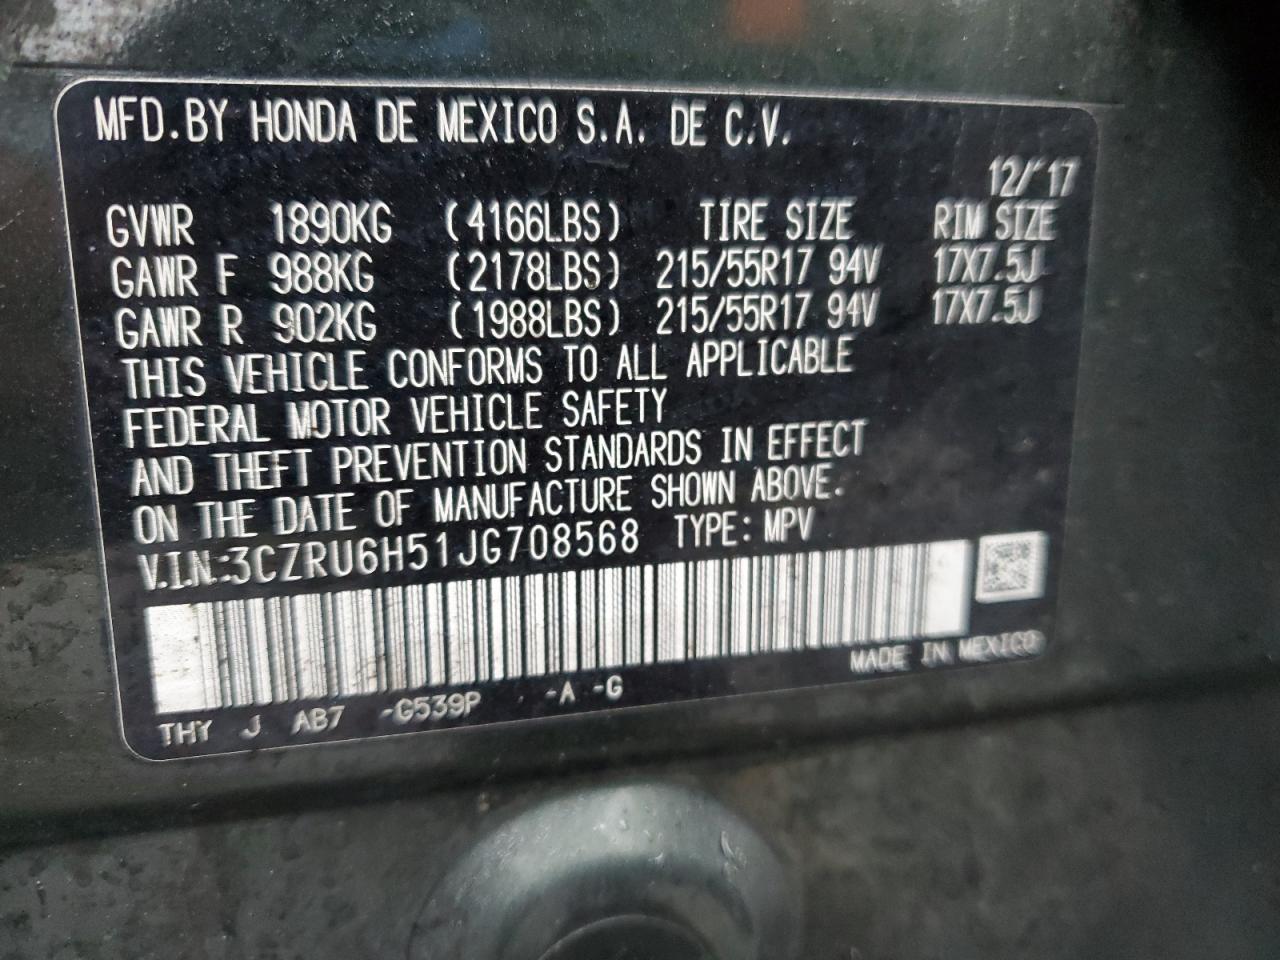 MFD.BY HONDA DE MEXICO S.A. DE C.V.
12/'17
GVWR 1890KG (4166LBS) TIRE SIZE RIM SIZE
GAWR F 988KG (2178LBS) 215/55R17 94V 17X7.5J
GAWR R 902KG (1988LBS) 215/55R17 94V 17X7.5J
THIS VEHICLE CONFORMS TO ALL APPLICABLE
FEDERAL MOTOR VEHICLE SAFETY
AND THEFT PREVENTION STANDARDS IN EFFECT
ON THE DATE OF MANUFACTURE SHOWN ABOVE.
V.I.N:3CZRU6H51JG708568 TYPE: MPV
MADE IN MEXICO
THY J AB7 -G539P -A -G